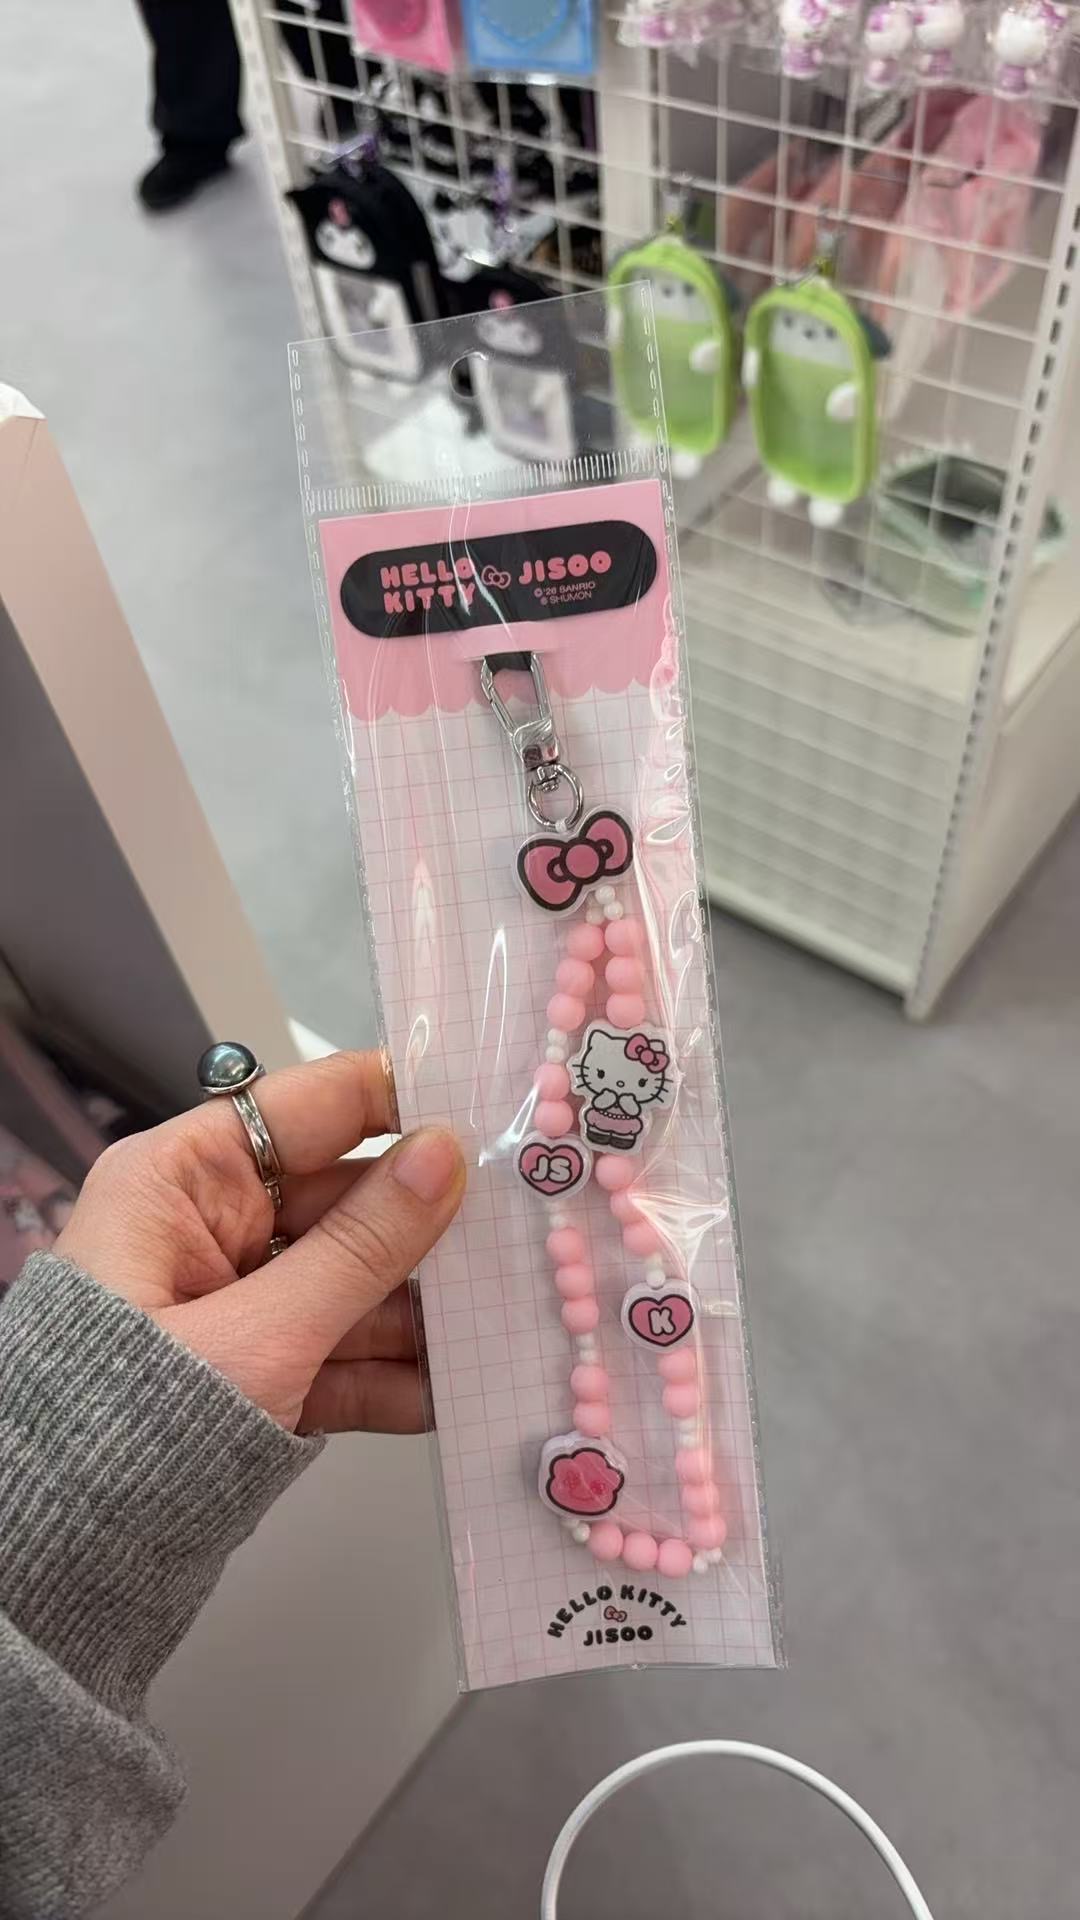 HELLO KITTY JISOO
©'26 SANRIO
® SHUMON
JS
K
HELLO KITTY
JISOO